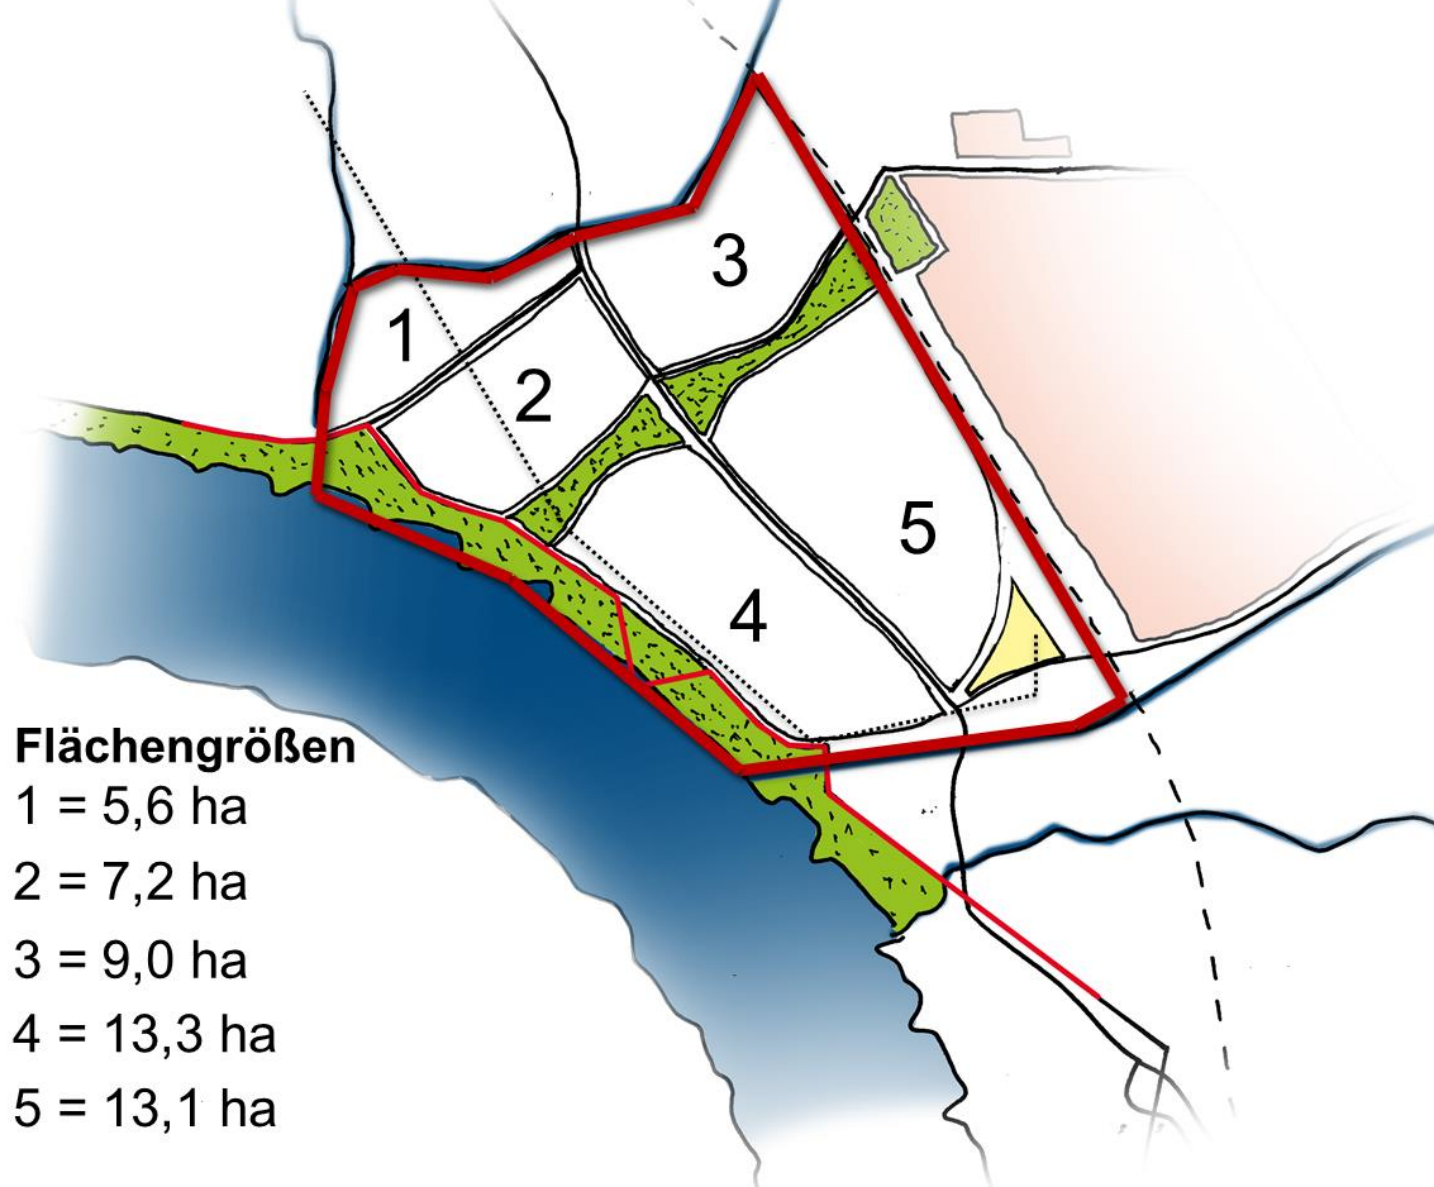 3
1
2
5
4
Flächengrößen
1 = 5,6 ha
2 = 7,2 ha
3 = 9,0 ha
4 = 13,3 ha
5 = 13,1 ha